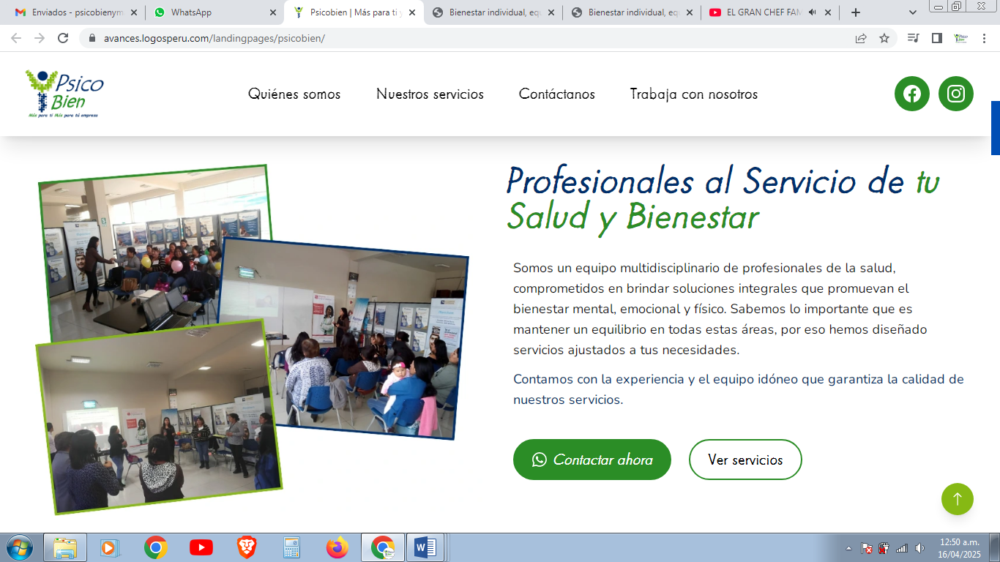 Enviados - psicobienym
WhatsApp
Psicobien | Más para ti y
Bienestar individual, equ
Bienestar individual, equ
EL GRAN CHEF FAM
avances.logosperu.com/landingpages/psicobien/
Psico
Bien
Más para ti Más para tú empresa
Quiénes somos
Nuestros servicios
Contáctanos
Trabaja con nosotros
Profesionales al Servicio de tu
Salud y Bienestar
Somos un equipo multidisciplinario de profesionales de la salud,
comprometidos en brindar soluciones integrales que promuevan el
bienestar mental, emocional y físico. Sabemos lo importante que es
mantener un equilibrio en todas estas áreas, por eso hemos diseñado
servicios ajustados a tus necesidades.
Contamos con la experiencia y el equipo idóneo que garantiza la calidad de
nuestros servicios.
Contactar ahora
Ver servicios
12:50 a.m.
16/04/2025